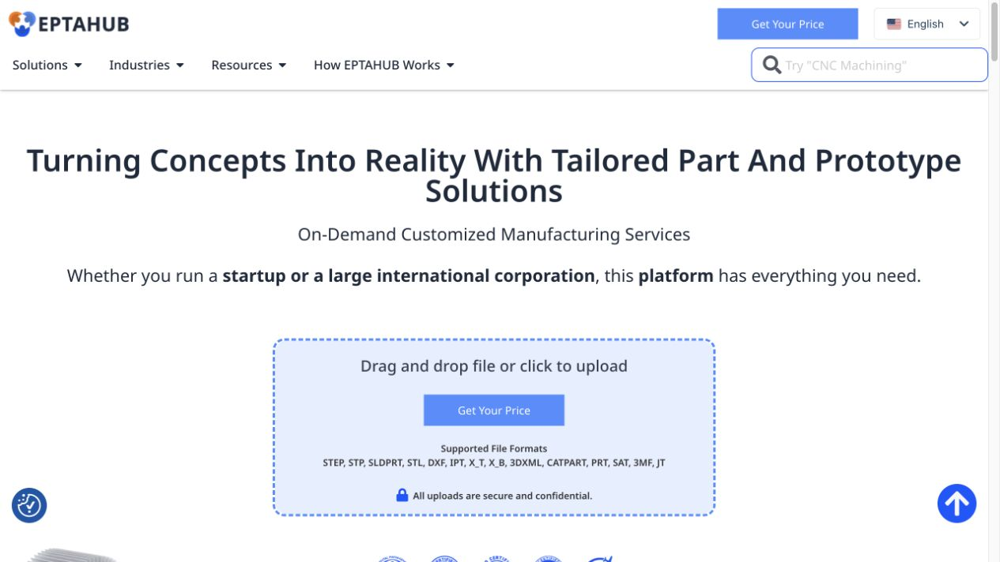 EPTAHUB
Get Your Price
English
Solutions
Industries
Resources
How EPTAHUB Works
Try "CNC Machining"
Turning Concepts Into Reality With Tailored Part And Prototype
Solutions
On-Demand Customized Manufacturing Services
Whether you run a startup or a large international corporation, this platform has everything you need.
Drag and drop file or click to upload
Get Your Price
Supported File Formats
STEP, STP, SLDPRT, STL, DXF, IPT, X_T, X_B, 3DXML, CATPART, PRT, SAT, 3MF, JT
All uploads are secure and confidential.